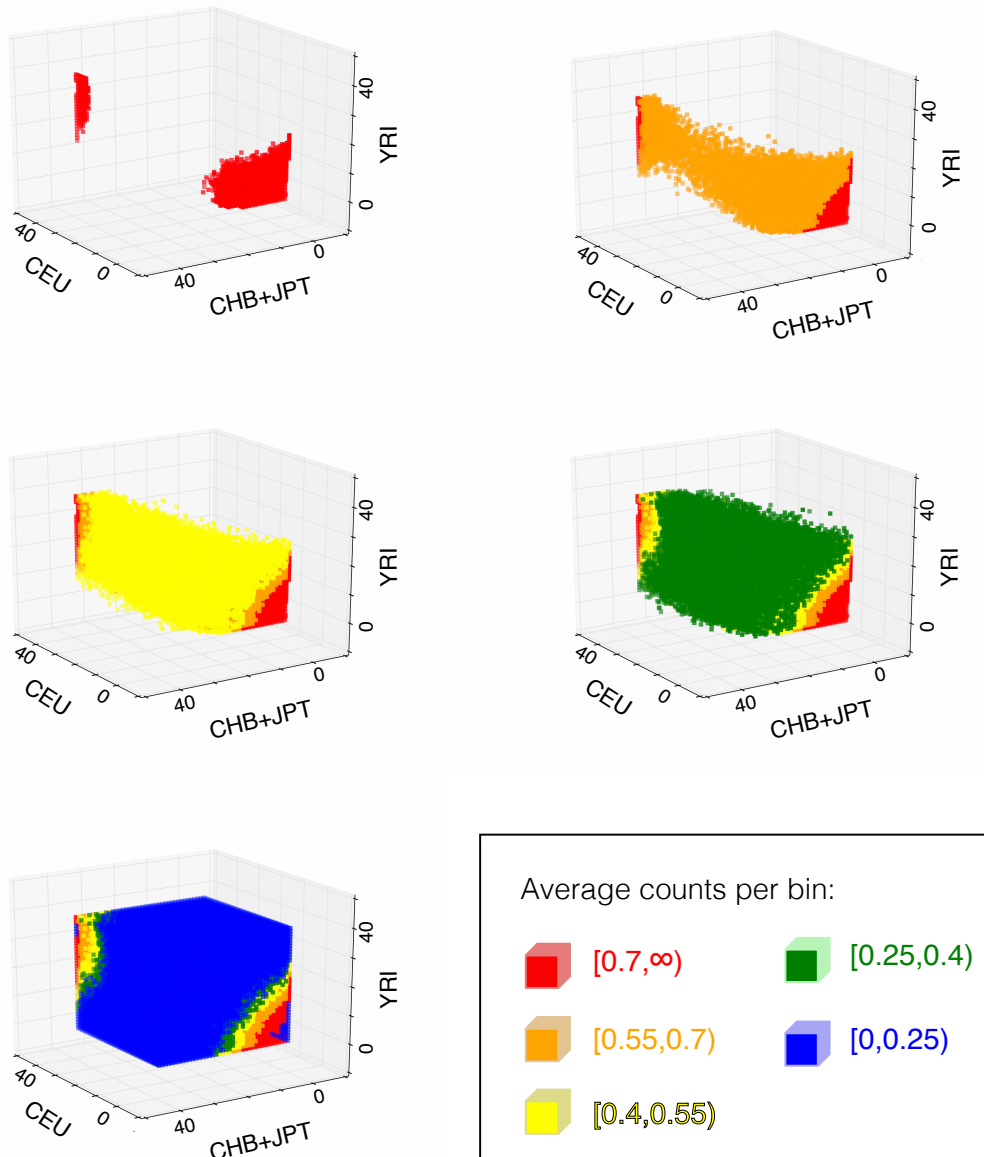 40
YRI
0
40
CEU
0
40
CHB+JPT
0
40
YRI
0
40
CEU
0
40
CHB+JPT
0
40
YRI
0
40
CEU
0
40
CHB+JPT
0
40
YRI
0
40
CEU
0
40
CHB+JPT
0
40
YRI
0
40
CEU
0
40
CHB+JPT
0
Average counts per bin:
[0.7,∞)
[0.25,0.4)
[0.55,0.7)
[0,0.25)
[0.4,0.55)